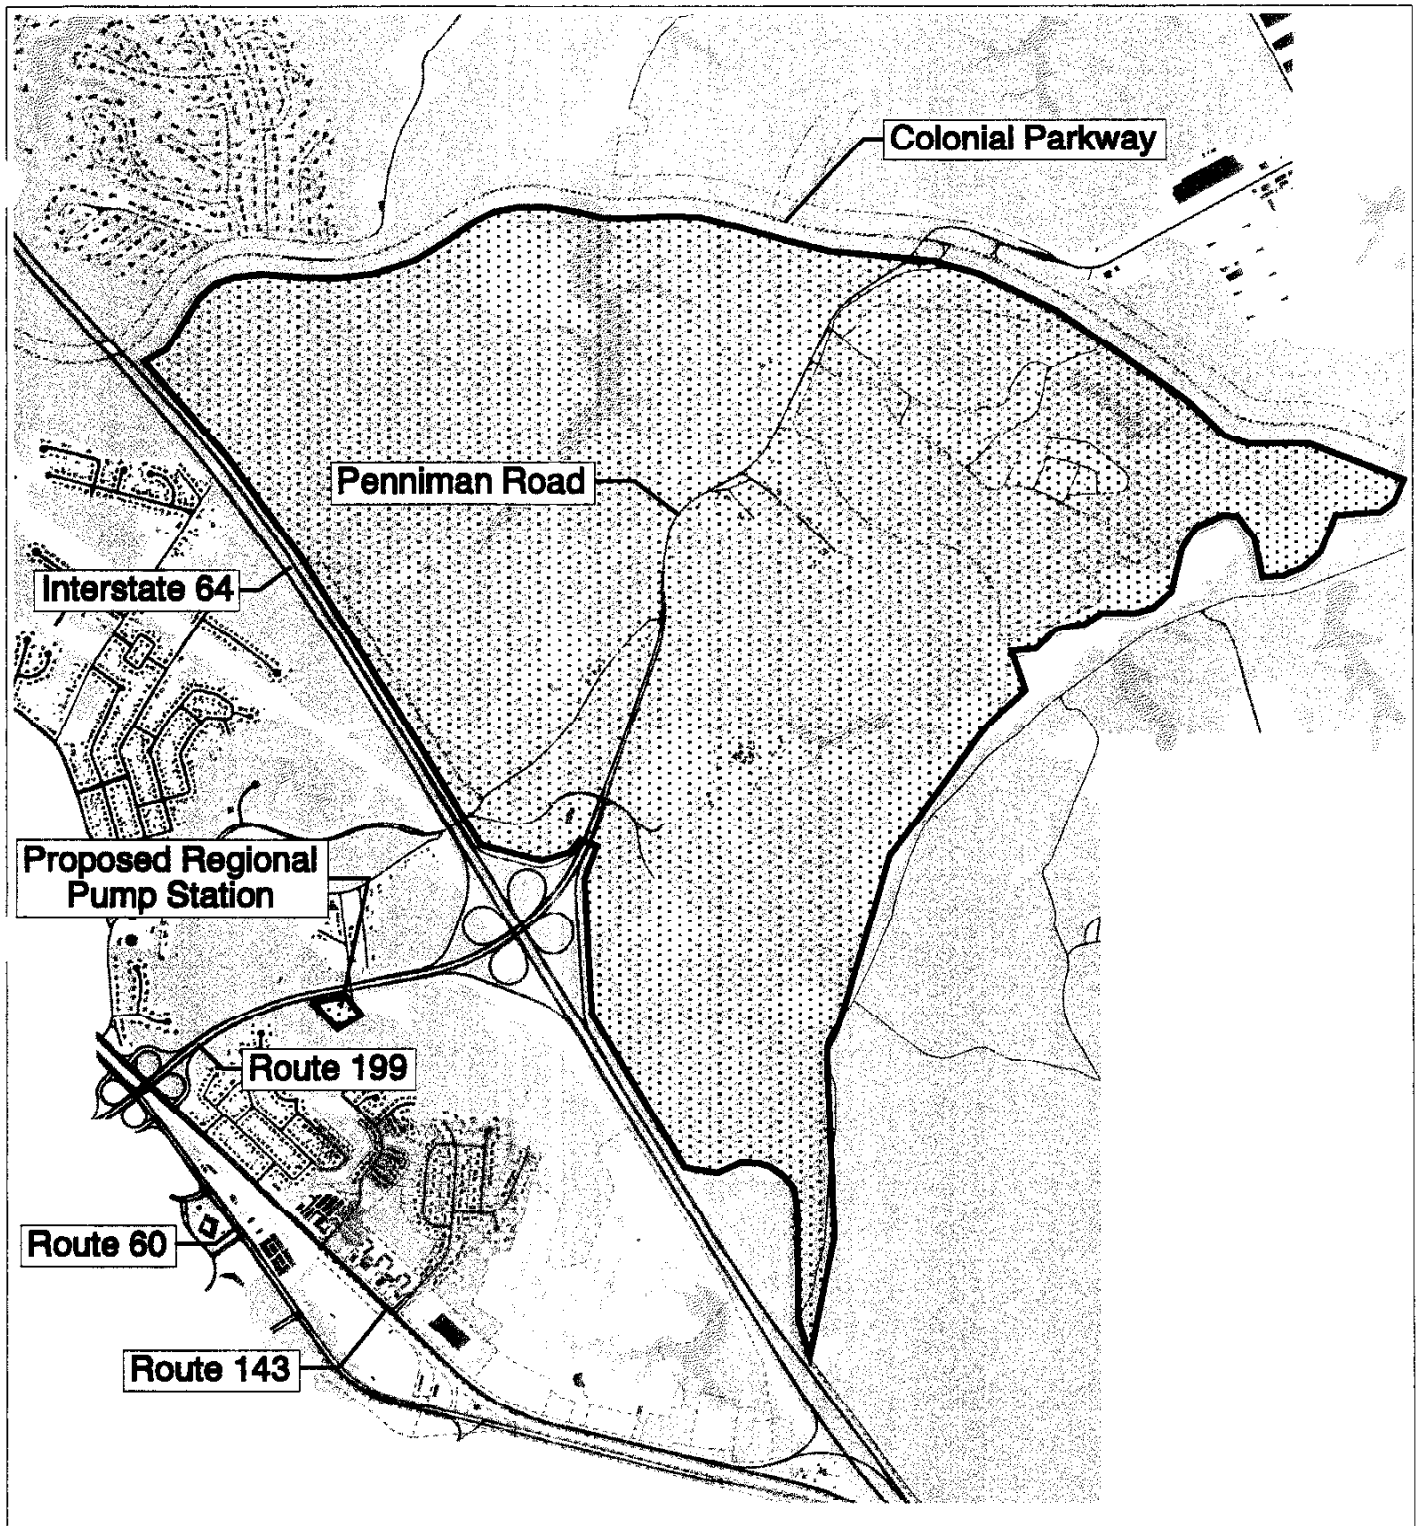 Colonial Parkway
Penniman Road
Interstate 64
Proposed Regional
Pump Station
Route 199
Route 60
Route 143